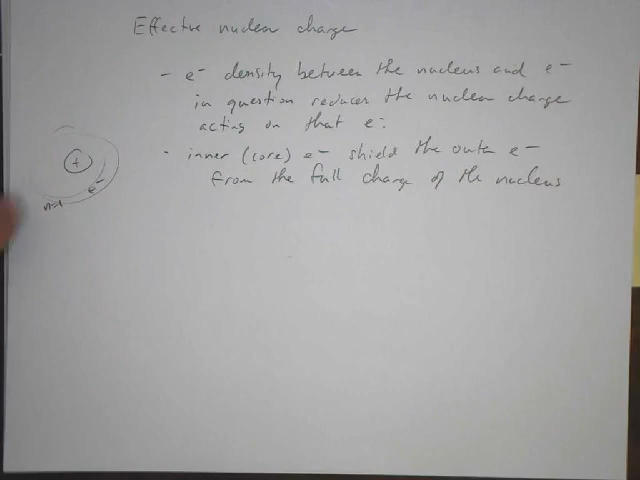 Effective nuclear charge
- e⁻ density between the nucleus and e⁻
in question reduces the nuclear charge
acting on that e⁻.
- inner (core) e⁻ shield the outer e⁻
from the full charge of the nucleus
+
e⁻
n=1